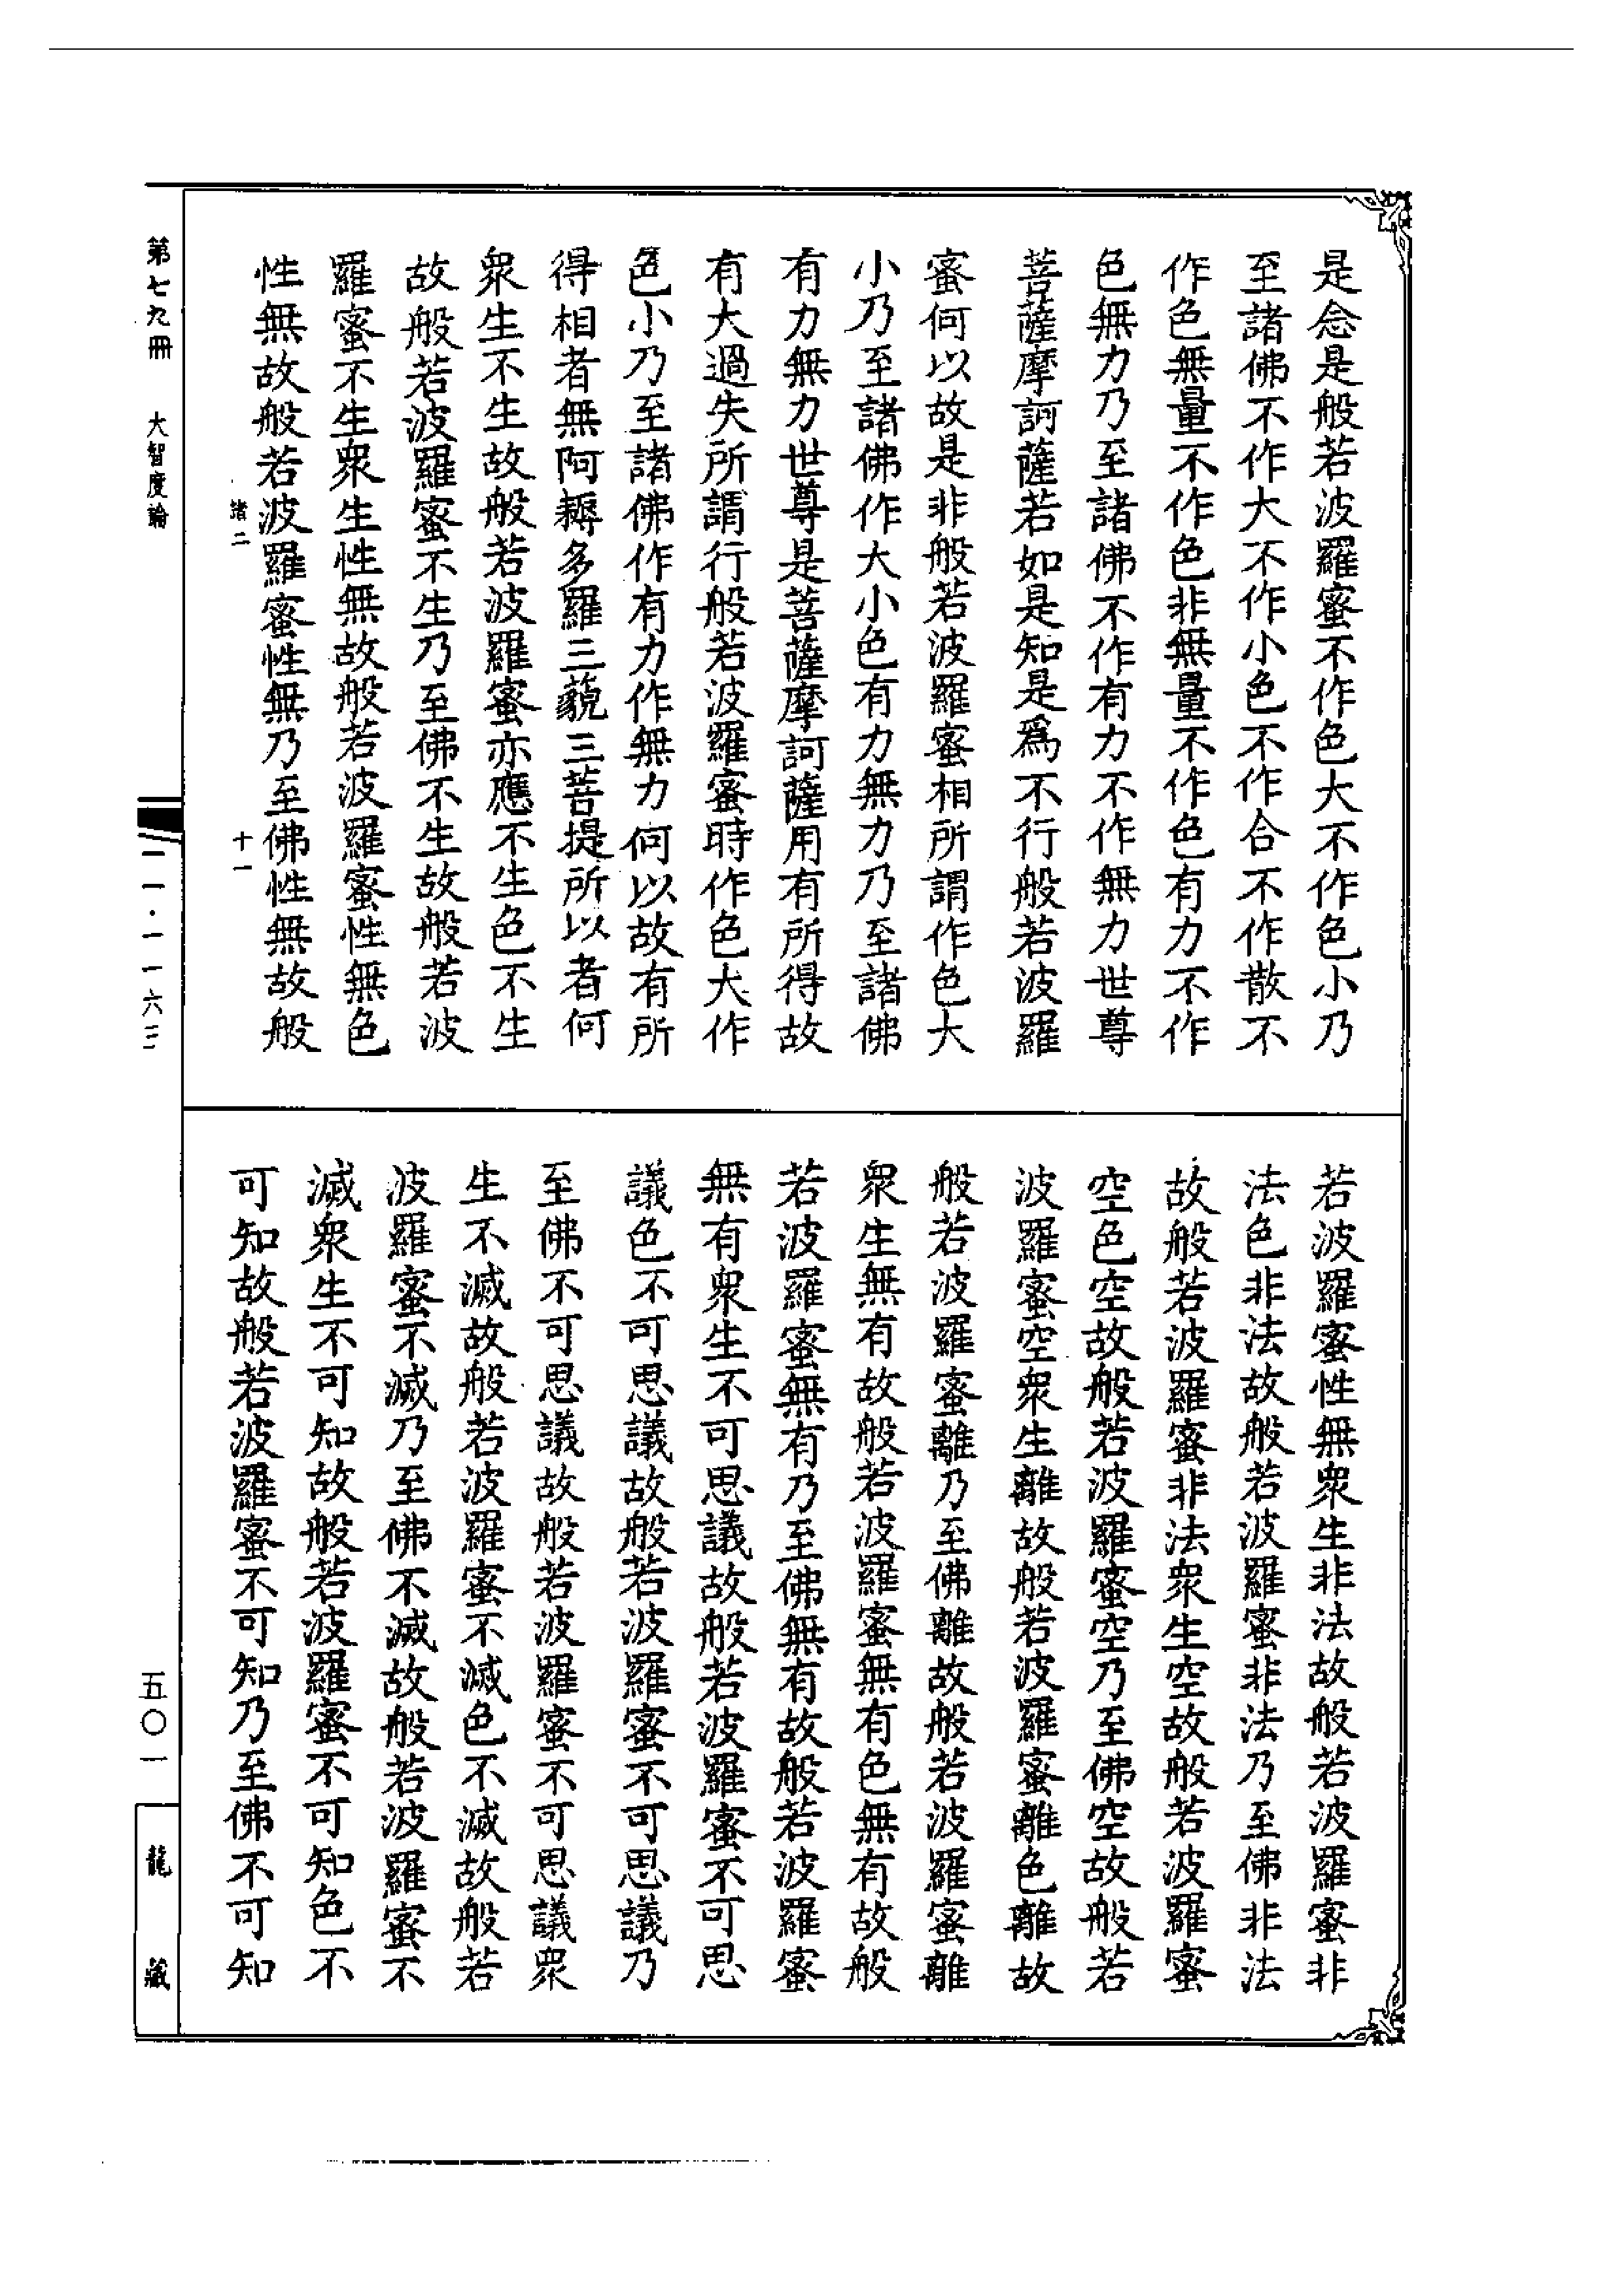 是念是般若波羅蜜不作色大不作色小乃
至諸佛不作大不作小色不作合不作散不
作色無量不作色非無量不作色有力不作
色無力乃至諸佛不作有力不作無力世尊
菩薩摩訶薩若如是知是為不行般若波羅
蜜何以故是非般若波羅蜜相所謂作色大
小乃至諸佛作大小色有力無力乃至諸佛
有力無力世尊是菩薩摩訶薩用有所得故
有大過失所謂行般若波羅蜜時作色大作
色小乃至諸佛作有力作無力何以故有所
得相者無阿耨多羅三藐三菩提所以者何
眾生不生故般若波羅蜜亦應不生色不生
故般若波羅蜜不生乃至佛不生故般若波
羅蜜不生眾生性無故般若波羅蜜性無色
性無故般若波羅蜜性無乃至佛性無故般
諸二 十一
若波羅蜜性無眾生非法故般若波羅蜜非
法色非法故般若波羅蜜非法乃至佛非法
故般若波羅蜜非法眾生空故般若波羅蜜
空色空故般若波羅蜜空乃至佛空故般若
波羅蜜空眾生離故般若波羅蜜離色離故
般若波羅蜜離乃至佛離故般若波羅蜜離
眾生無有故般若波羅蜜無有色無有故般
若波羅蜜無有乃至佛無有故般若波羅蜜
無有眾生不可思議故般若波羅蜜不可思
議色不可思議故般若波羅蜜不可思議乃
至佛不可思議故般若波羅蜜不可思議眾
生不滅故般若波羅蜜不滅色不滅故般若
波羅蜜不滅乃至佛不滅故般若波羅蜜不
滅眾生不可知故般若波羅蜜不可知色不
可知故般若波羅蜜不可知乃至佛不可知
第七九冊 大智度論
一一·一一六三
五〇一
龍藏